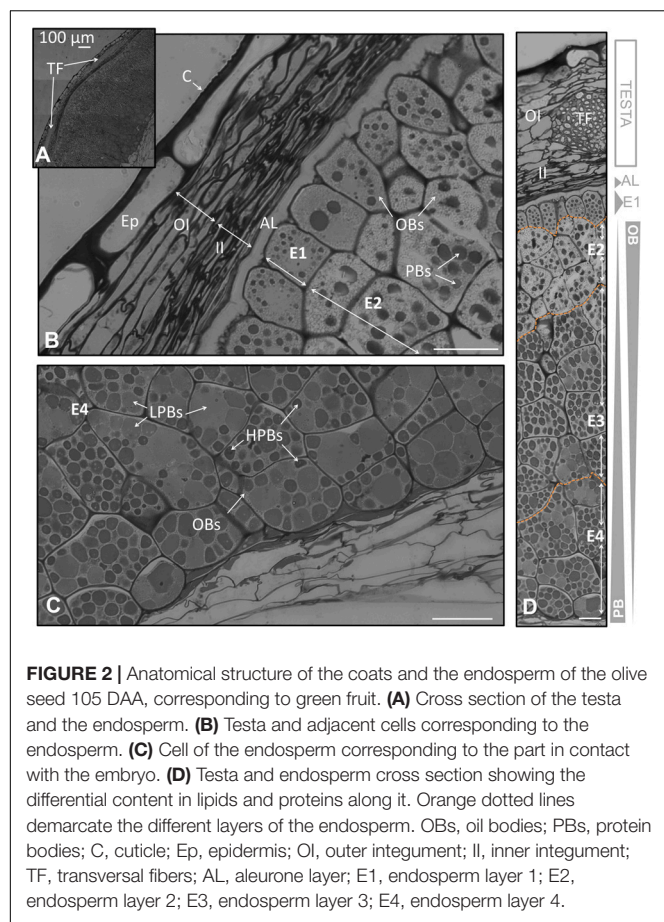 100 µm
TF
A
C
Ep
OI
II
AL
E1
E2
OBs
PBs
B
E4
LPBs
HPBs
OBs
C
OI
TF
II
E2
E3
E4
D
TESTA
AL
E1
OB
PB
FIGURE 2 | Anatomical structure of the coats and the endosperm of the olive
seed 105 DAA, corresponding to green fruit. (A) Cross section of the testa
and the endosperm. (B) Testa and adjacent cells corresponding to the
endosperm. (C) Cell of the endosperm corresponding to the part in contact
with the embryo. (D) Testa and endosperm cross section showing the
differential content in lipids and proteins along it. Orange dotted lines
demarcate the different layers of the endosperm. OBs, oil bodies; PBs, protein
bodies; C, cuticle; Ep, epidermis; OI, outer integument; II, inner integument;
TF, transversal fibers; AL, aleurone layer; E1, endosperm layer 1; E2,
endosperm layer 2; E3, endosperm layer 3; E4, endosperm layer 4.